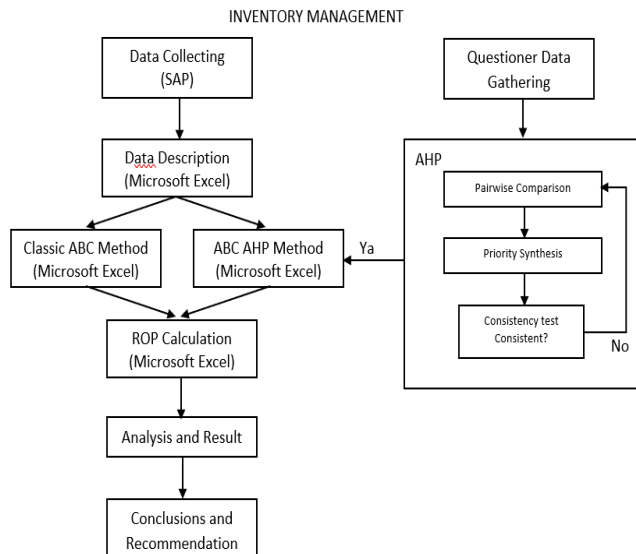 INVENTORY MANAGEMENT
Data Collecting
(SAP)
Data Description
(Microsoft Excel)
Classic ABC Method
(Microsoft Excel)
ABC AHP Method
(Microsoft Excel)
ROP Calculation
(Microsoft Excel)
Analysis and Result
Conclusions and
Recommendation
Questioner Data
Gathering
AHP
Pairwise Comparison
Priority Synthesis
Consistency test
Consistent?
No
Ya